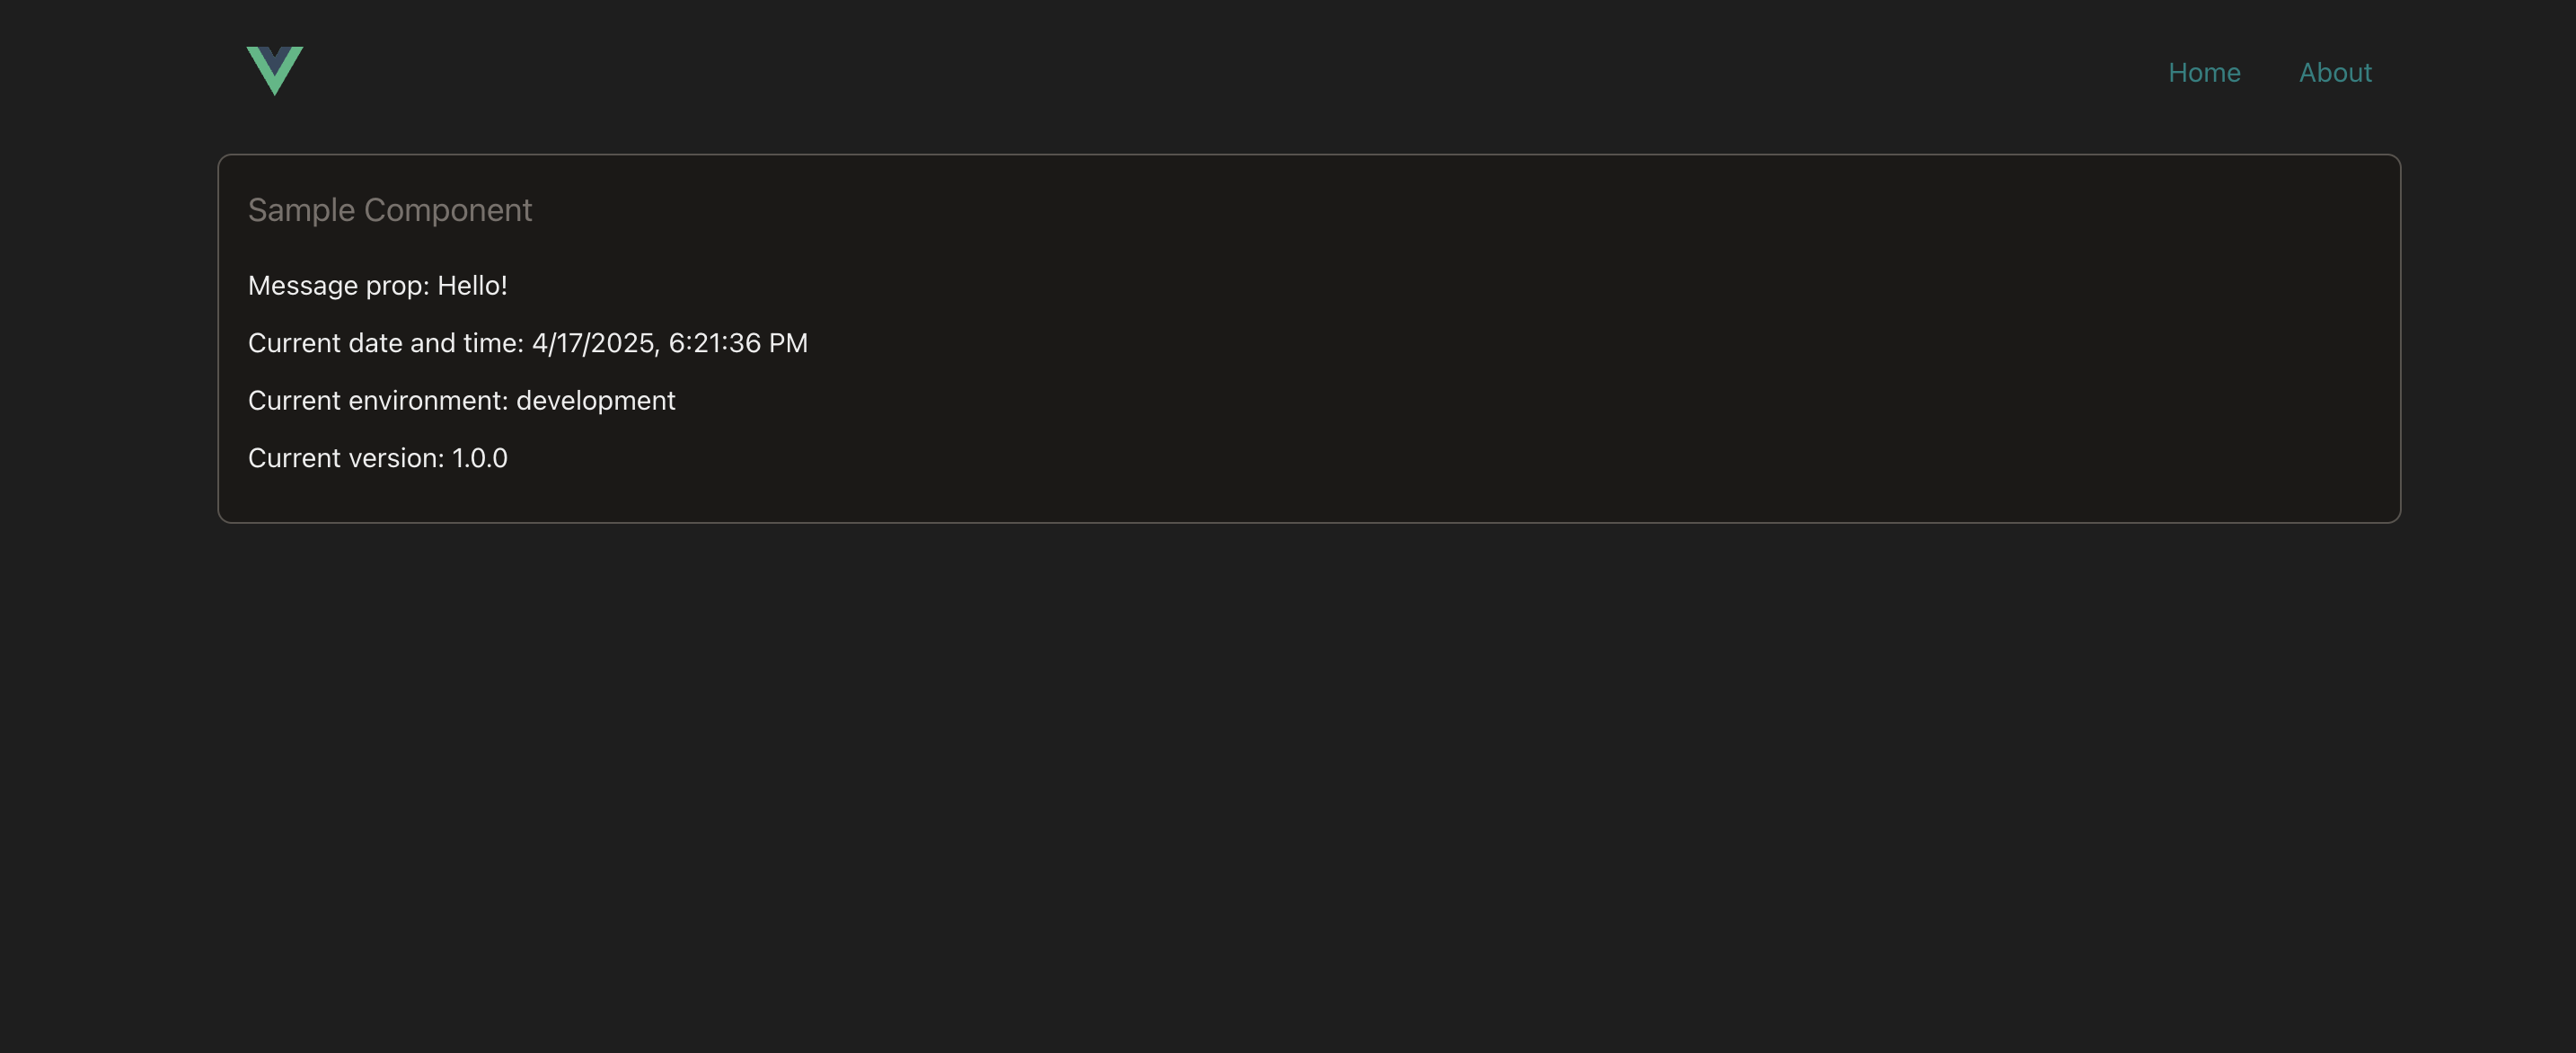 Home About
Sample Component
Message prop: Hello!
Current date and time: 4/17/2025, 6:21:36 PM
Current environment: development
Current version: 1.0.0